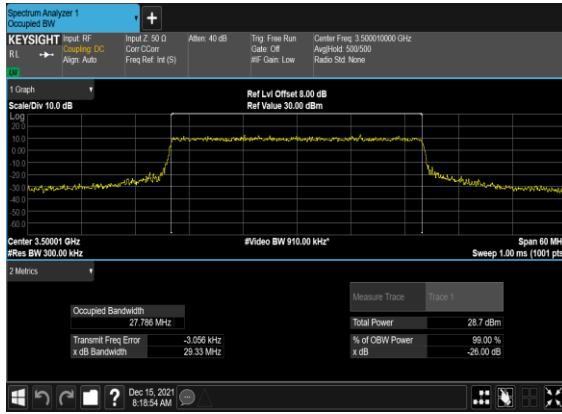 Spectrum Analyzer 1
Occupied BW
KEYSIGHT
RL
Input: RF
Coupling: DC
Align: Auto
Input Z: 50 Ω
Corr CCorr
Freq Ref: Int (S)
Atten: 40 dB
Trig: Free Run
Gate: Off
#IF Gain: Low
Center Freq: 3.500010000 GHz
Avg|Hold: 500/500
Radio Std: None
1 Graph
Scale/Div 10.0 dB
Ref Lvl Offset 8.00 dB
Ref Value 30.00 dBm
Log
20.0
10.0
0.00
-10.0
-20.0
-30.0
-40.0
-50.0
-60.0
Center 3.50001 GHz
#Res BW 300.00 kHz
#Video BW 910.00 kHz*
Span 60 MH
Sweep 1.00 ms (1001 pts
2 Metrics
Measure Trace
Trace 1
Occupied Bandwidth
27.786 MHz
Total Power
28.7 dBm
Transmit Freq Error
-3.056 kHz
% of OBW Power
99.00 %
x dB Bandwidth
29.33 MHz
x dB
-26.00 dB
?
Dec 15, 2021
8:18:54 AM